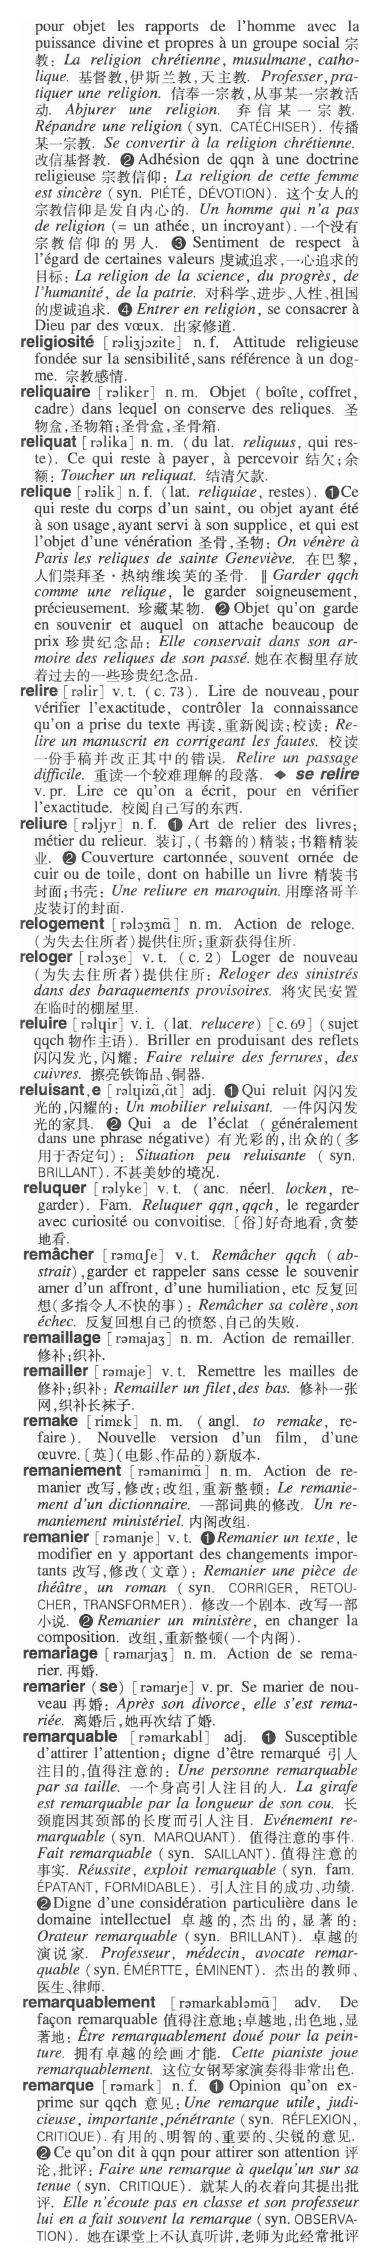 pour objet les rapports de l'homme avec la
puissance divine et propres à un groupe social 宗
教: La religion chrétienne, musulmane, catho-
lique. 基督教,伊斯兰教,天主教. Professer,pra-
tiquer une religion. 信奉一宗教,从事某一宗教活
动. Abjurer une religion. 弃信某一宗教.
Répandre une religion (syn. CATÉCHISER). 传播
某一宗教. Se convertir à la religion chrétienne.
改信基督教. ❷ Adhésion de qqn à une doctrine
religieuse 宗教信仰: La religion de cette femme
est sincère (syn. PIÉTÉ, DÉVOTION). 这个女人的
宗教信仰是发自内心的. Un homme qui n'a pas
de religion (= un athée, un incroyant).一个没有
宗教信仰的男人. ❸ Sentiment de respect à
l'égard de certaines valeurs 虔诚追求,一心追求的
目标: La religion de la science, du progrès, de
l'humanité, de la patrie. 对科学、进步、人性、祖国
的虔诚追求. ❹ Entrer en religion, se consacrer à
Dieu par des vœux. 出家修道.
religiosité [rəliʒjozite] n.f. Attitude religieuse
fondée sur la sensibilité,sans référence à un dog-
me. 宗教感情.
reliquaire [rəlikɛr] n.m. Objet (boîte, coffret,
cadre) dans lequel on conserve des reliques. 圣
物盒,圣物箱;圣骨盒,圣骨箱.
reliquat [rəlika] n.m. (du lat. reliquus, qui res-
te). Ce qui reste à payer, à percevoir 结欠;余
额: Toucher un reliquat. 结清欠款.
relique [rəlik] n.f. (lat. reliquiae, restes). ❶Ce
qui reste du corps d'un saint, ou objet ayant été
à son usage,ayant servi à son supplice, et qui est
l'objet d'une vénération 圣骨,圣物: On vénère à
Paris les reliques de sainte Geneviève. 在巴黎,
人们崇拜圣·热纳维埃芙的圣骨. ‖ Garder qqch
comme une relique, le garder soigneusement,
précieusement. 珍藏某物. ❷ Objet qu'on garde
en souvenir et auquel on attache beaucoup de
prix 珍贵纪念品: Elle conservait dans son ar-
moire des reliques de son passé. 她在衣橱里存放
着过去的一些珍贵纪念品.
relire [rəlir] v.t. (c. 73). Lire de nouveau,pour
vérifier l'exactitude, contrôler la connaissance
qu'on a prise du texte 再读,重新阅读;校读: Re-
lire un manuscrit en corrigeant les fautes. 校读
一份手稿并改正其中的错误. Relire un passage
difficile. 重读一个较难理解的段落. ◆ se relire
v.pr. Lire ce qu'on a écrit, pour en vérifier
l'exactitude. 校阅自己写的东西.
reliure [rəljyr] n.f. ❶ Art de relier des livres;
métier du relieur. 装订,(书籍的)精装;书籍精装
业. ❷ Couverture cartonnée, souvent ornée de
cuir ou de toile, dont on habille un livre 精装书
封面;书壳: Une reliure en maroquin. 用摩洛哥羊
皮装订的封面.
relogement [rəlɔʒmɑ̃] n.m. Action de reloge.
(为失去住所者)提供住所;重新获得住所.
reloger [rəlɔʒe] v.t. (c. 2) Loger de nouveau
(为失去住所者)提供住所: Reloger des sinistrés
dans des baraquements provisoires. 将灾民安置
在临时的棚屋里.
reluire [rəlɥir] v.i. (lat. relucere) [c.69] (sujet
qqch 物作主语). Briller en produisant des reflets
闪闪发光,闪耀: Faire reluire des ferrures, des
cuivres. 擦亮铁饰品、铜器.
reluisant,e [rəlɥizɑ̃,ɑ̃t] adj. ❶Qui reluit 闪闪发
光的,闪耀的: Un mobilier reluisant. 一件闪闪发
光的家具. ❷ Qui a de l'éclat (généralement
dans une phrase négative) 有光彩的,出众的(多
用于否定句): Situation peu reluisante (syn.
BRILLANT).不甚美妙的境况.
reluquer [rəlyke] v.t. (anc. néerl. locken, re-
garder). Fam. Reluquer qqn,qqch, le regarder
avec curiosité ou convoitise. 〔俗〕好奇地看,贪婪
地看.
remâcher [rəmaʃe] v.t. Remâcher qqch (ab-
strait),garder et rappeler sans cesse le souvenir
amer d'un affront, d'une humiliation, etc 反复回
想(多指令人不快的事): Remâcher sa colère,son
échec. 反复回想自己的愤怒、自己的失败.
remaillage [rəmajaʒ] n.m. Action de remailler.
修补;织补.
remailler [rəmaje] v.t. Remettre les mailles de
修补;织补: Remailler un filet,des bas. 修补一张
网,织补长袜子.
remake [rimɛk] n.m. (angl. to remake, re-
faire). Nouvelle version d'un film, d'une
œuvre.〔英〕(电影、作品的)新版本.
remaniement [rəmanimɑ̃] n.m. Action de re-
manier 改写,修改;改组,重新整顿: Le remanie-
ment d'un dictionnaire. 一部词典的修改. Un re-
maniement ministériel. 内阁改组.
remanier [rəmanje] v.t. ❶Remanier un texte, le
modifier en y apportant des changements impor-
tants 改写,修改(文章): Remanier une pièce de
théâtre, un roman (syn. CORRIGER, RETOU-
CHER, TRANSFORMER). 修改一个剧本. 改写一部
小说. ❷ Remanier un ministère, en changer la
composition. 改组,重新整顿(一个内阁).
remariage [rəmarjaʒ] n.m. Action de se rema-
rier. 再婚.
remarier (se) [rəmarje] v.pr. Se marier de nou-
veau 再婚: Après son divorce, elle s'est rema-
riée. 离婚后,她再次结了婚.
remarquable [rəmarkabl] adj. ❶ Susceptible
d'attirer l'attention; digne d'être remarqué 引人
注目的,值得注意的: Une personne remarquable
par sa taille. 一个身高引人注目的人. La girafe
est remarquable par la longueur de son cou. 长
颈鹿因其颈部的长度而引人注目. Evénement re-
marquable (syn. MARQUANT). 值得注意的事件.
Fait remarquable (syn. SAILLANT). 值得注意的
事实. Réussite, exploit remarquable (syn. fam.
ÉPATANT, FORMIDABLE). 引人注目的成功、功绩.
❷Digne d'une considération particulière dans le
domaine intellectuel 卓越的,杰出的,显著的:
Orateur remarquable (syn. BRILLANT). 卓越的
演说家. Professeur, médecin, avocate remar-
quable (syn.ÉMÉRTTE, ÉMINENT). 杰出的教师、
医生、律师.
remarquablement [rəmarkabləmɑ̃] adv. De
façon remarquable 值得注意地;卓越地,出色地,显
著地: Être remarquablement doué pour la pein-
ture. 拥有卓越的绘画才能. Cette pianiste joue
remarquablement. 这位女钢琴家演奏得非常出色.
remarque [rəmark] n.f. ❶ Opinion qu'on ex-
prime sur qqch 意见: Une remarque utile, judi-
cieuse, importante,pénétrante (syn. RÉFLEXION,
CRITIQUE). 有用的、明智的、重要的、尖锐的意见.
❷Ce qu'on dit à qqn pour attirer son attention 评
论,批评: Faire une remarque à quelqu'un sur sa
tenue (syn. CRITIQUE). 就某人的衣着向其提出批
评. Elle n'écoute pas en classe et son professeur
lui en a fait souvent la remarque (syn.OBSERVA-
TION). 她在课堂上不认真听讲,老师为此经常批评